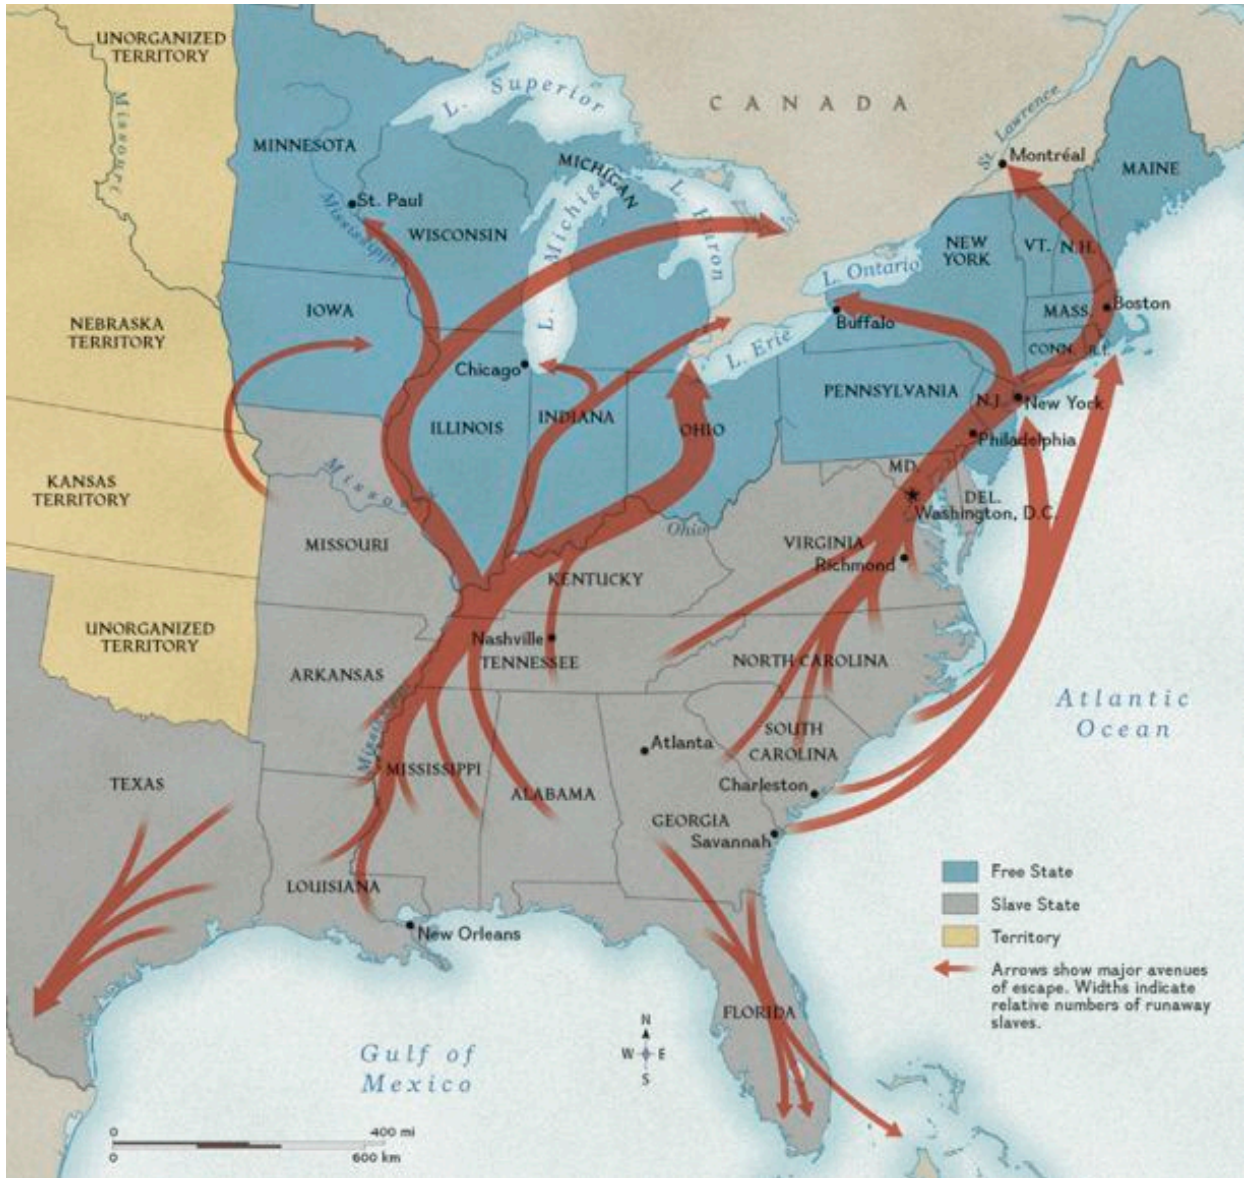 UNORGANIZED
TERRITORY
Missouri
MINNESOTA
St. Paul
Mississippi
L. Superior
WISCONSIN
MICHIGAN
L. Michigan
L. Huron
CANADA
St. Lawrence
Montréal
MAINE
VT.
N.H.
NEW
YORK
L. Ontario
MASS.
Boston
Buffalo
CONN.
R.I.
L. Erie
IOWA
NEBRASKA
TERRITORY
Chicago
ILLINOIS
INDIANA
OHIO
PENNSYLVANIA
N.J.
New York
Philadelphia
MD.
DEL.
Washington, D.C.
KANSAS
TERRITORY
Missouri
MISSOURI
Ohio
VIRGINIA
Richmond
KENTUCKY
UNORGANIZED
TERRITORY
Nashville
TENNESSEE
NORTH CAROLINA
ARKANSAS
Mississippi
Atlantic
Ocean
SOUTH
CAROLINA
Atlanta
Charleston
TEXAS
MISSISSIPPI
ALABAMA
GEORGIA
Savannah
LOUISIANA
New Orleans
FLORIDA
Gulf of
Mexico
N
W E
S
Free State
Slave State
Territory
Arrows show major avenues
of escape. Widths indicate
relative numbers of runaway
slaves.
0 400 mi
0 600 km